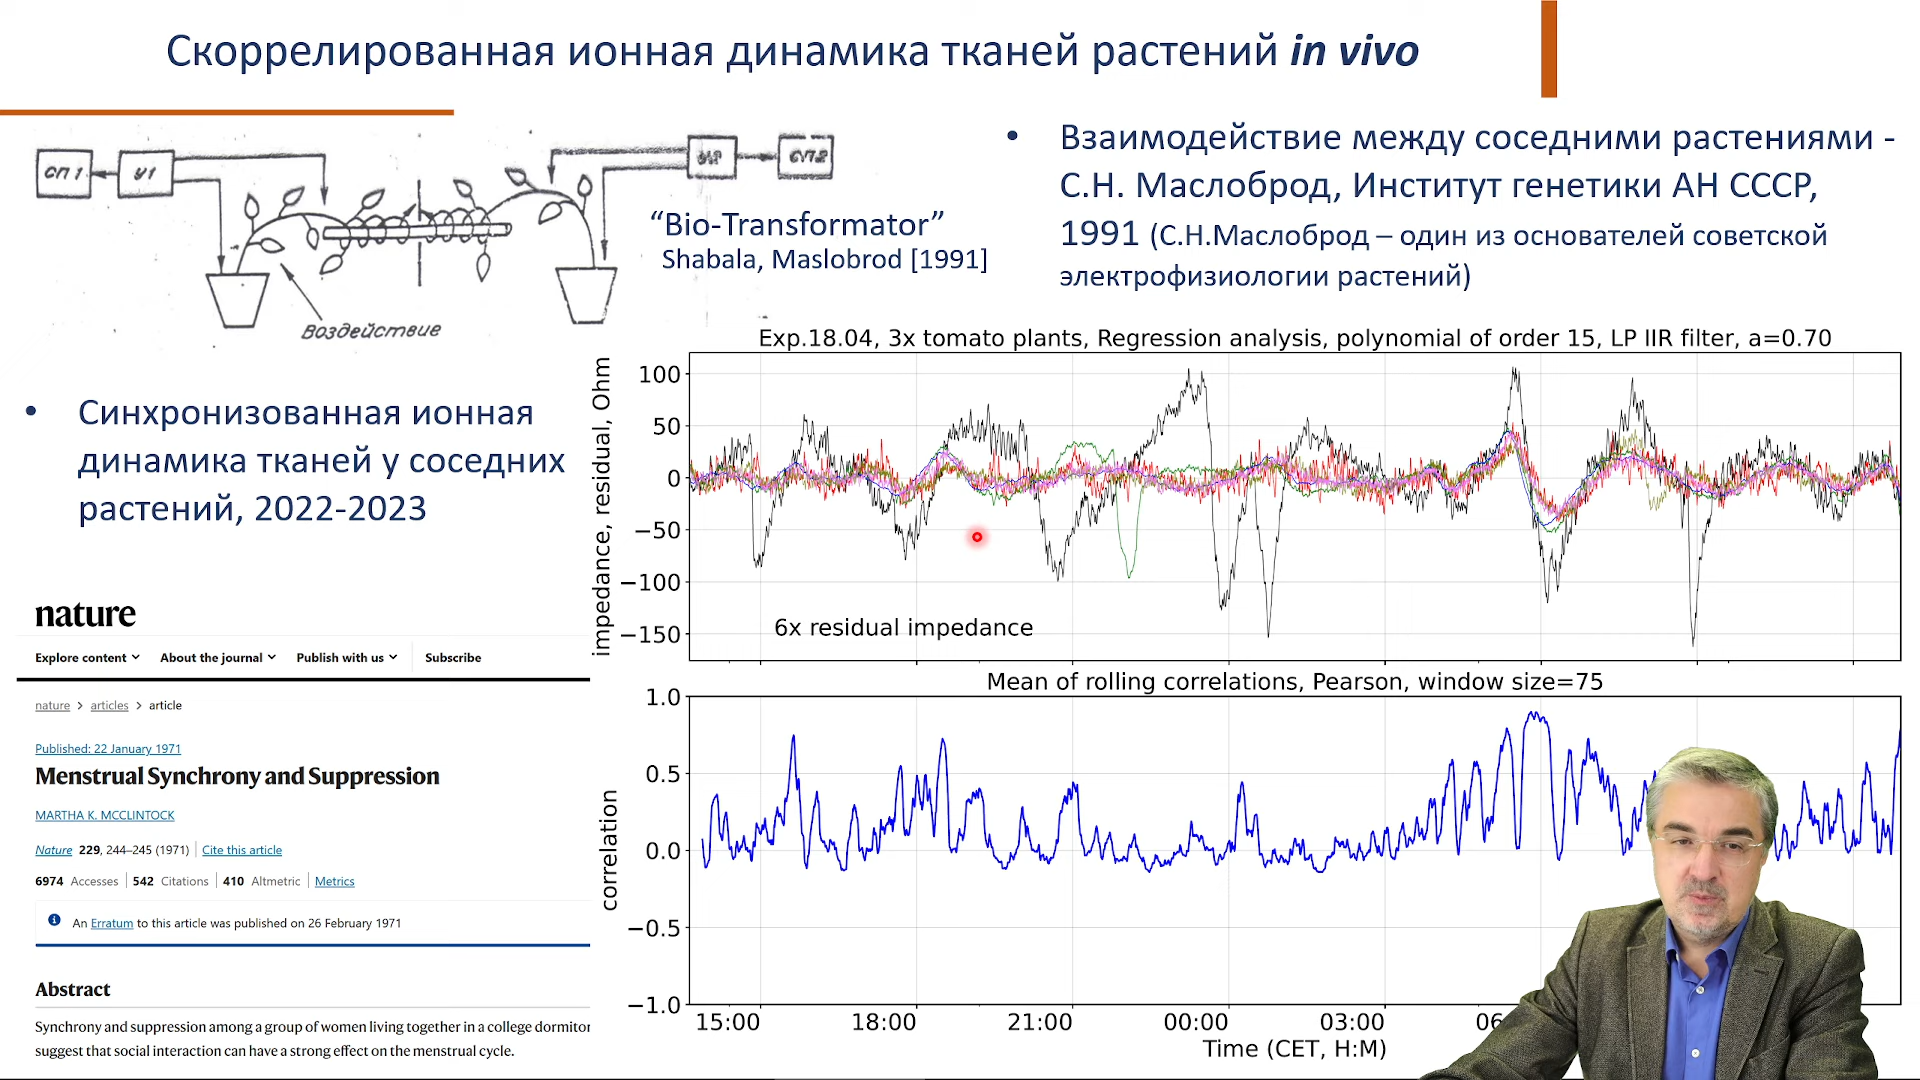 Скоррелированная ионная динамика тканей растений in vivo
СП1
У1
СП2
Воздействие
“Bio-Transformator”
Shabala, Maslobrod [1991]
• Взаимодействие между соседними растениями -
С.Н. Маслоброд, Институт генетики АН СССР,
1991 (С.Н.Маслоброд – один из основателей советской
электрофизиологии растений)
• Синхронизованная ионная
динамика тканей у соседних
растений, 2022-2023
nature
Explore content
About the journal
Publish with us
Subscribe
nature > articles > article
Published: 22 January 1971
Menstrual Synchrony and Suppression
MARTHA K. MCCLINTOCK
Nature 229, 244–245 (1971) Cite this article
6974 Accesses 542 Citations 410 Altmetric Metrics
An Erratum to this article was published on 26 February 1971
Abstract
Synchrony and suppression among a group of women living together in a college dormitor
suggest that social interaction can have a strong effect on the menstrual cycle.
Exp.18.04, 3x tomato plants, Regression analysis, polynomial of order 15, LP IIR filter, a=0.70
impedance, residual, Ohm
100
50
0
−50
−100
−150
6x residual impedance
Mean of rolling correlations, Pearson, window size=75
correlation
1.0
0.5
0.0
−0.5
−1.0
15:00
18:00
21:00
00:00
03:00
06
Time (CET, H:M)